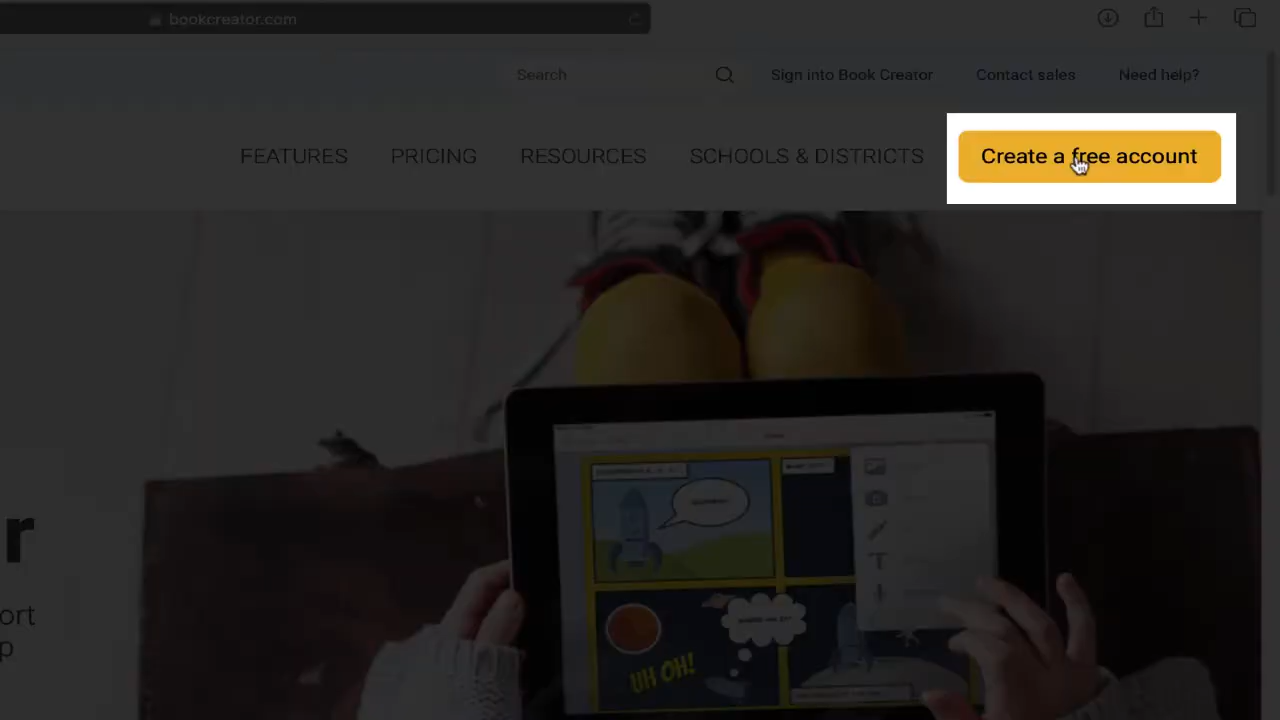 bookcreator.com
Search
Sign into Book Creator
Contact sales
Need help?
FEATURES
PRICING
RESOURCES
SCHOOLS & DISTRICTS
Create a free account
r
ort
p
UH OH!